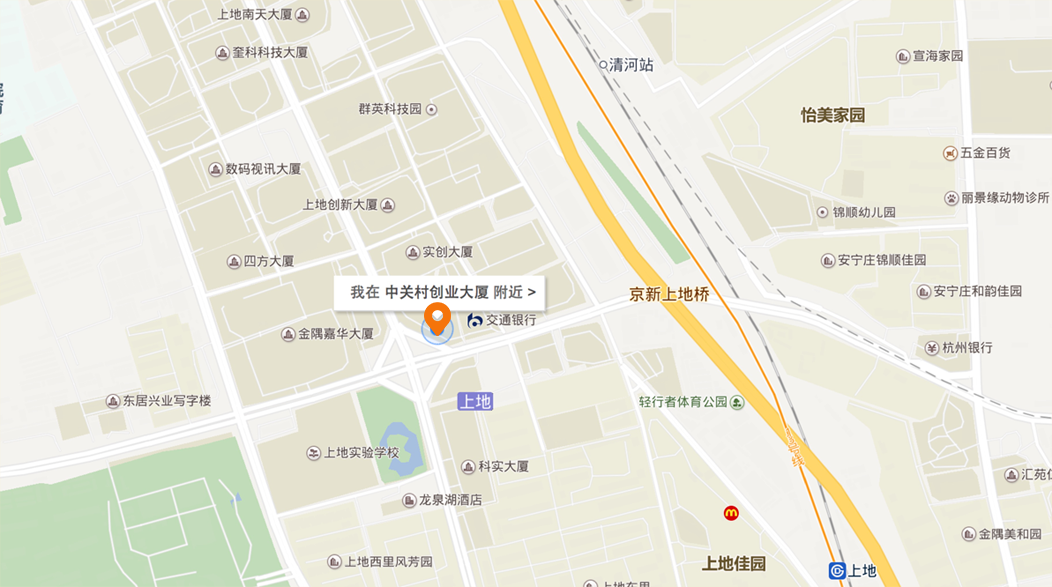 上地南天大厦
奎科科技大厦
清河站
宣海家园
群英科技园
怡美家园
五金百货
数码视讯大厦
丽景缘动物诊所
上地创新大厦
锦顺幼儿园
实创大厦
四方大厦
安宁庄锦顺佳园
我在 中关村创业大厦 附近 >
京新上地桥
安宁庄和韵佳园
交通银行
金隅嘉华大厦
杭州银行
东居兴业写字楼
上地
轻行者体育公园
上地实验学校
科实大厦
龙泉湖酒店
金隅美和园
上地西里风芳园
上地佳园
上地